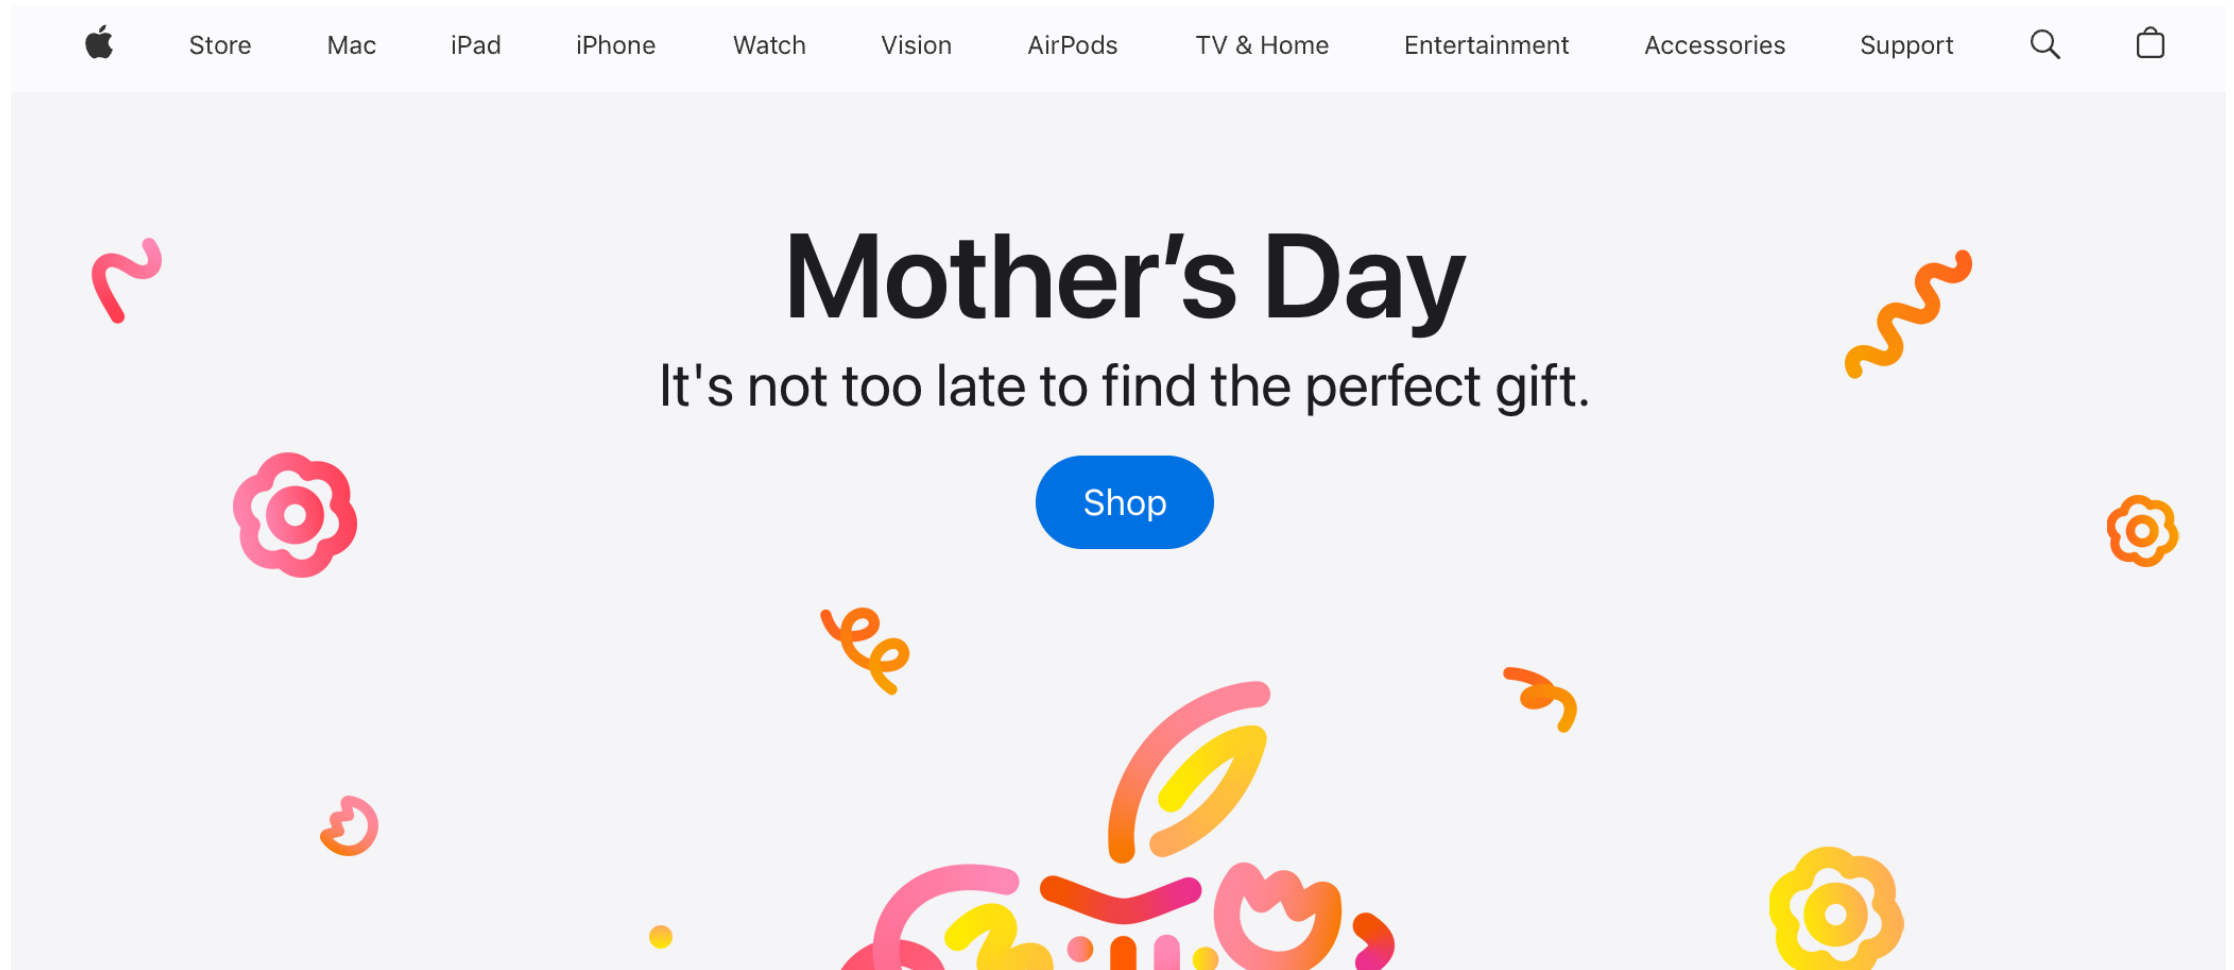 Store Mac iPad iPhone Watch Vision AirPods TV & Home Entertainment Accessories Support
Mother’s Day
It's not too late to find the perfect gift.
Shop